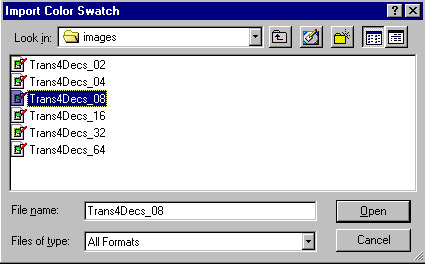 Import Color Swatch
Look in: images
Trans4Decs_02
Trans4Decs_04
Trans4Decs_08
Trans4Decs_16
Trans4Decs_32
Trans4Decs_64
File name: Trans4Decs_08 Open
Files of type: All Formats Cancel